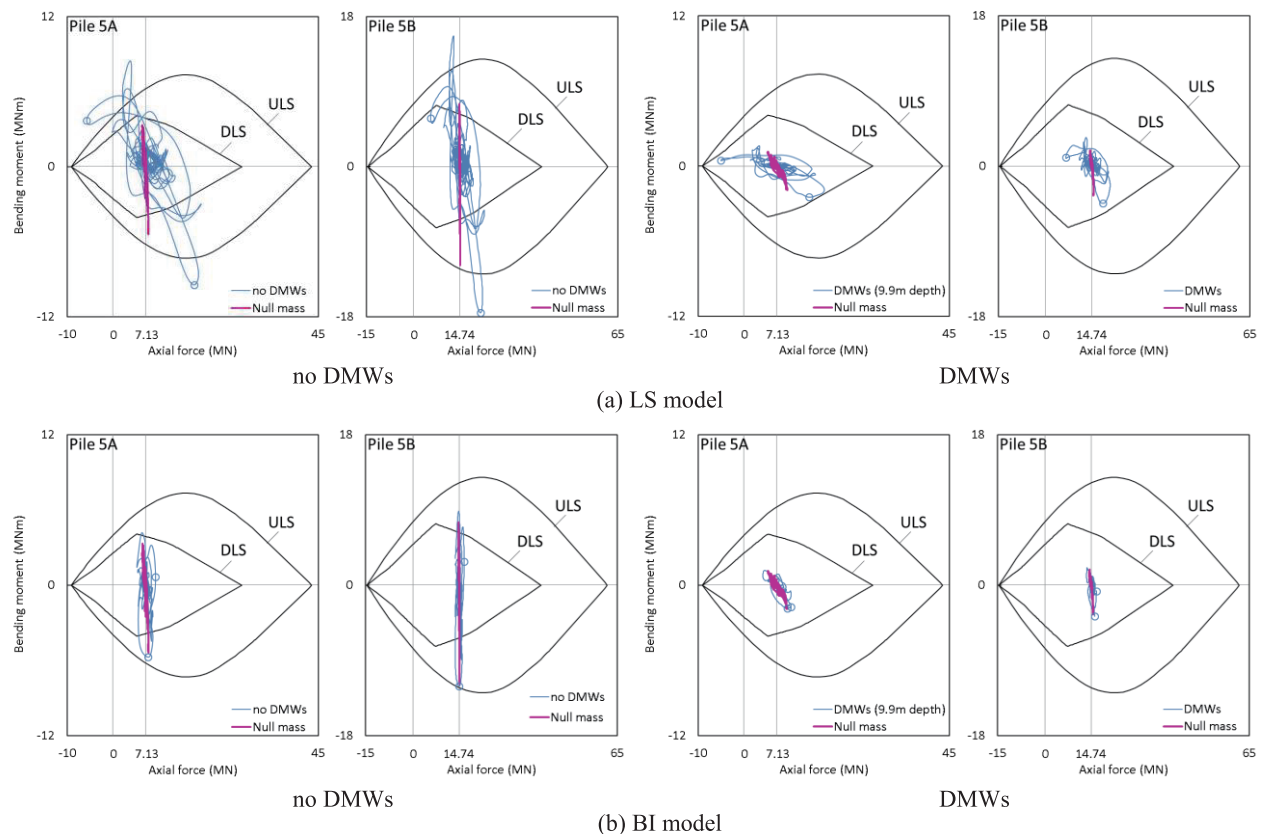 12
Pile 5A
ULS
DLS
0
Bending moment (MNm)
no DMWs
Null mass
-12
-10
0
7.13
45
Axial force (MN)
18
Pile 5B
ULS
DLS
0
no DMWs
Null mass
-18
-15
0
14.74
65
Axial force (MN)
12
Pile 5A
ULS
DLS
0
Bending moment (MNm)
DMWs (9.9m depth)
Null mass
-12
-10
0
7.13
45
Axial force (MN)
18
Pile 5B
ULS
DLS
0
DMWs
Null mass
-18
-15
0
14.74
65
Axial force (MN)
no DMWs
DMWs
(a) LS model
12
Pile 5A
ULS
DLS
0
Bending moment (MNm)
no DMWs
Null mass
-12
-10
0
7.13
45
Axial force (MN)
18
Pile 5B
ULS
DLS
0
no DMWs
Null mass
-18
-15
0
14.74
65
Axial force (MN)
12
Pile 5A
ULS
DLS
0
Bending moment (MNm)
DMWs (9.9m depth)
Null mass
-12
-10
0
7.13
45
Axial force (MN)
18
Pile 5B
ULS
DLS
0
DMWs
Null mass
-18
-15
0
14.74
65
Axial force (MN)
no DMWs
DMWs
(b) BI model